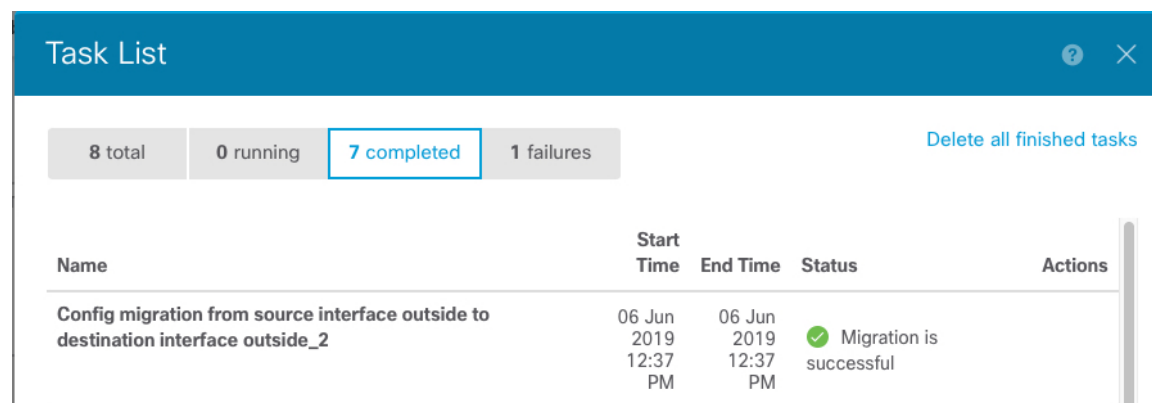 Task List
8 total 0 running 7 completed 1 failures
Delete all finished tasks
Name Start Time End Time Status Actions
Config migration from source interface outside to
destination interface outside_2
06 Jun
2019
12:37
PM
06 Jun
2019
12:37
PM
Migration is
successful